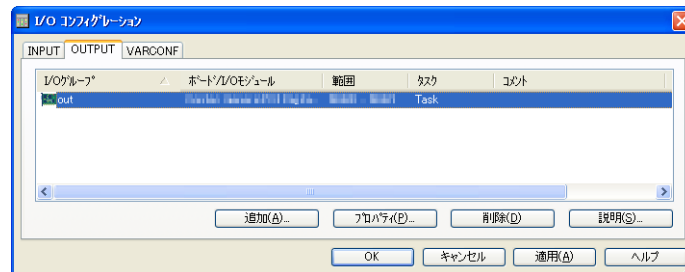 I/O コンフィグレーション
INPUT OUTPUT VARCONF
I/Oグループ ボード/I/Oモジュール 範囲 タスク コメント
out Task
追加(A)... プロパティ(P)... 削除(D) 説明(S)...
OK キャンセル 適用(A) ヘルプ